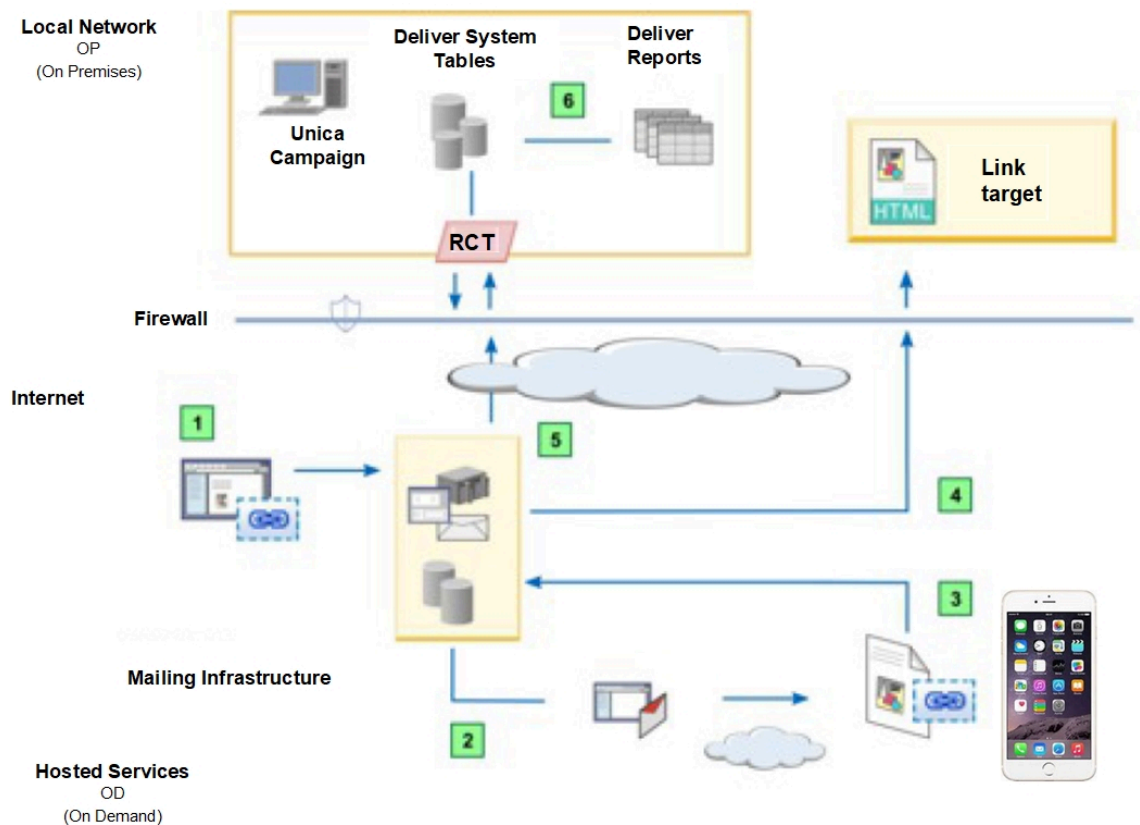 Local Network
OP
(On Premises)
Deliver System
Tables
Deliver
Reports
6
Unica
Campaign
Link
target
HTML
RCT
Firewall
Internet
1
5
4
3
Mailing Infrastructure
2
Hosted Services
OD
(On Demand)